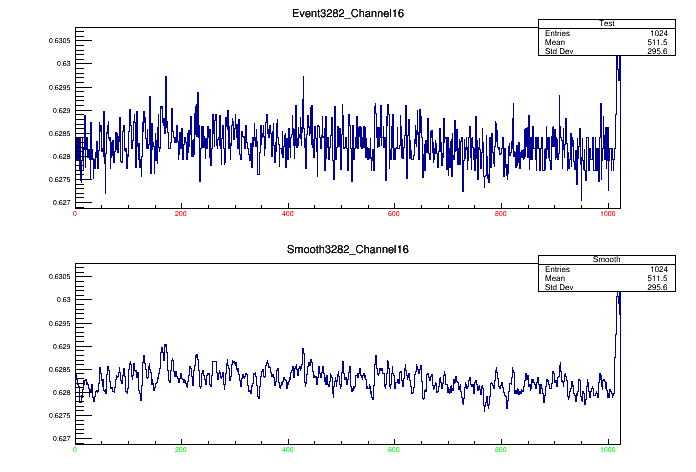 Event3282_Channel16
Test
Entries 1024
Mean 511.5
Std Dev 295.6
0.6305
0.63
0.6295
0.629
0.6285
0.628
0.6275
0.627
0 200 400 600 800 1000
Smooth3282_Channel16
Smooth
Entries 1024
Mean 511.5
Std Dev 295.6
0.6305
0.63
0.6295
0.629
0.6285
0.628
0.6275
0.627
0 200 400 600 800 1000